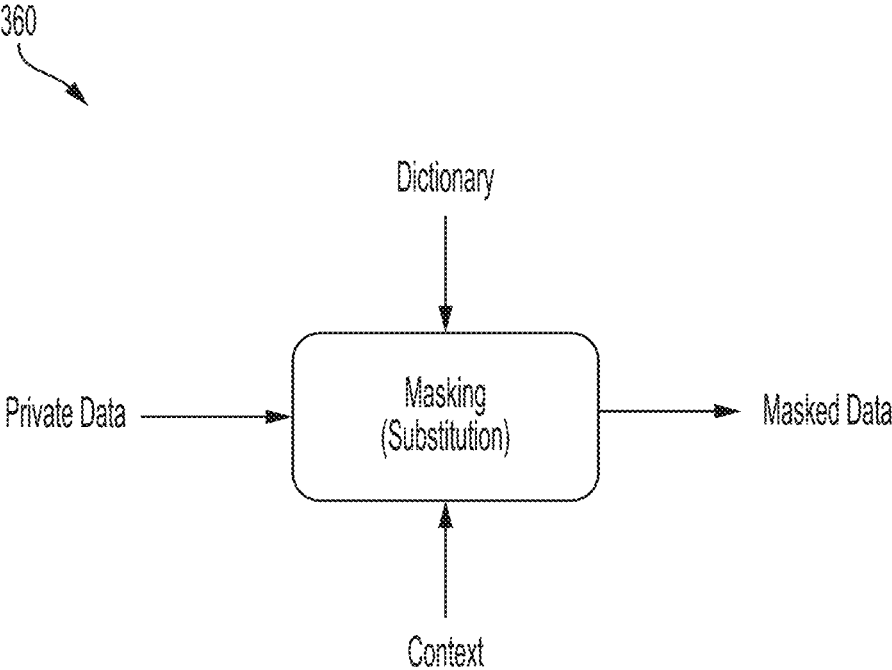 360
Dictionary
Private Data
Masking
(Substitution)
Masked Data
Context